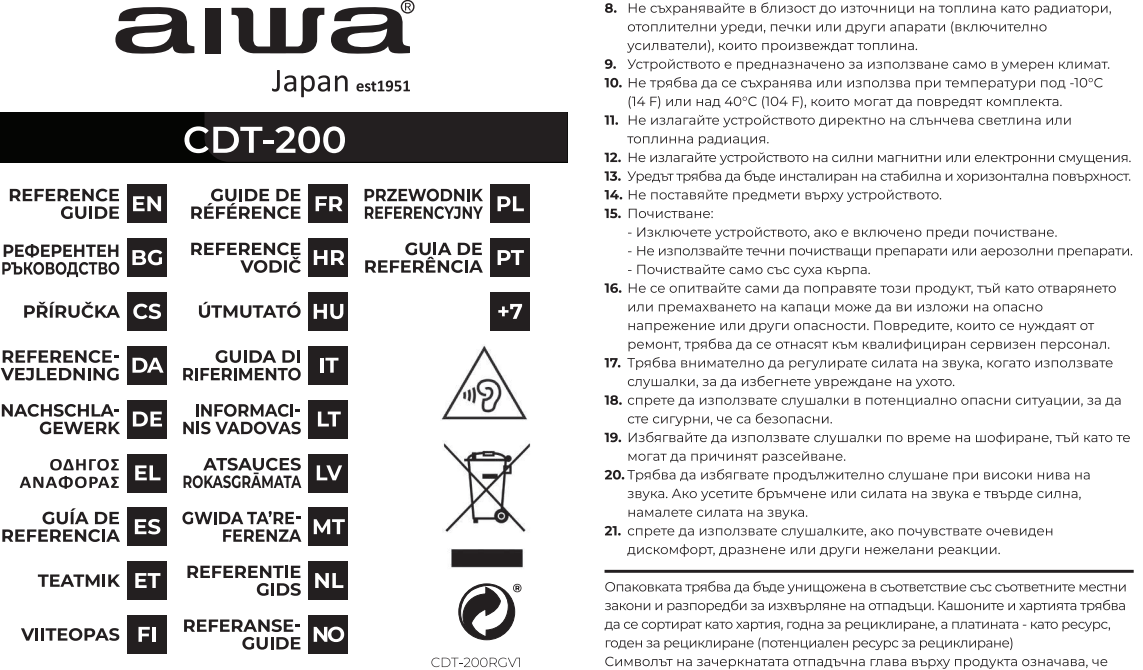 aiwa®
Japan est1951
CDT-200
REFERENCE
GUIDE EN
РЕФЕРЕНТЕН
РЪКОВОДСТВО BG
PŘÍRUČKA CS
REFERENCE-
VEJLEDNING DA
NACHSCHLA-
GEWERK DE
ΟΔΗΓΟΣ
ΑΝΑΦΟΡΑΣ EL
GUÍA DE
REFERENCIA ES
TEATMIK ET
VIITEOPAS FI
GUIDE DE
RÉFÉRENCE FR
REFERENCE
VODIČ HR
ÚTMUTATÓ HU
GUIDA DI
RIFERIMENTO IT
INFORMACI-
NIS VADOVAS LT
ATSAUCES
ROKASGRĀMATA LV
GWIDA TA'RE-
FERENZA MT
REFERENTIE
GIDS NL
REFERANSE-
GUIDE NO
PRZEWODNIK
REFERENCYJNY PL
GUIA DE
REFERÊNCIA PT
+7
®
CDT-200RGV1
8. Не съхранявайте в близост до източници на топлина като радиатори,
отоплителни уреди, печки или други апарати (включително
усилватели), които произвеждат топлина.
9. Устройството е предназначено за използване само в умерен климат.
10. Не трябва да се съхранява или използва при температури под -10°C
(14 F) или над 40°C (104 F), които могат да повредят комплекта.
11. Не излагайте устройството директно на слънчева светлина или
топлинна радиация.
12. Не излагайте устройството на силни магнитни или електронни смущения.
13. Уредът трябва да бъде инсталиран на стабилна и хоризонтална повърхност.
14. Не поставяйте предмети върху устройството.
15. Почистване:
- Изключете устройството, ако е включено преди почистване.
- Не използвайте течни почистващи препарати или аерозолни препарати.
- Почиствайте само със суха кърпа.
16. Не се опитвайте сами да поправяте този продукт, тъй като отварянето
или премахването на капаци може да ви изложи на опасно
напрежение или други опасности. Повредите, които се нуждаят от
ремонт, трябва да се отнасят към квалифициран сервизен персонал.
17. Трябва внимателно да регулирате силата на звука, когато използвате
слушалки, за да избегнете увреждане на ухото.
18. спрете да използвате слушалки в потенциално опасни ситуации, за да
сте сигурни, че са безопасни.
19. Избягвайте да използвате слушалки по време на шофиране, тъй като те
могат да причинят разсейване.
20. Трябва да избягвате продължително слушане при високи нива на
звука. Ако усетите бръмчене или силата на звука е твърде силна,
намалете силата на звука.
21. спрете да използвате слушалките, ако почувствате очевиден
дискомфорт, дразнене или други нежелани реакции.
Опаковката трябва да бъде унищожена в съответствие със съответните местни
закони и разпоредби за изхвърляне на отпадъци. Кашоните и хартията трябва
да се сортират като хартия, годна за рециклиране, а платината - като ресурс,
годен за рециклиране (потенциален ресурс за рециклиране)
Символът на зачеркнатата отпадъчна глава върху продукта означава, че